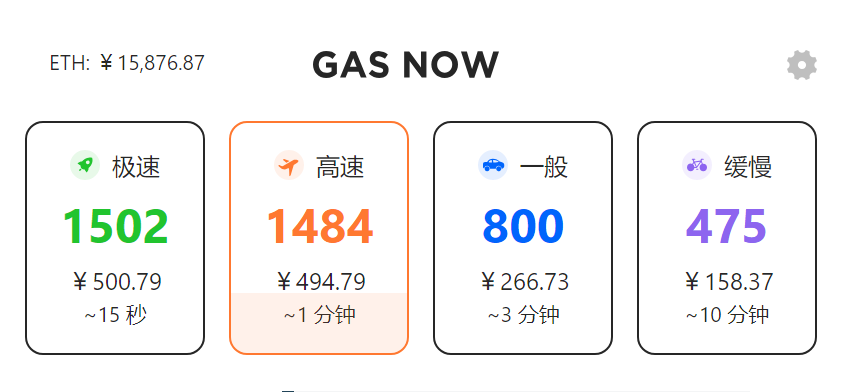 ETH: ￥15,876.87
GAS NOW
极速
1502
￥500.79
~15 秒
高速
1484
￥494.79
~1 分钟
一般
800
￥266.73
~3 分钟
缓慢
475
￥158.37
~10 分钟